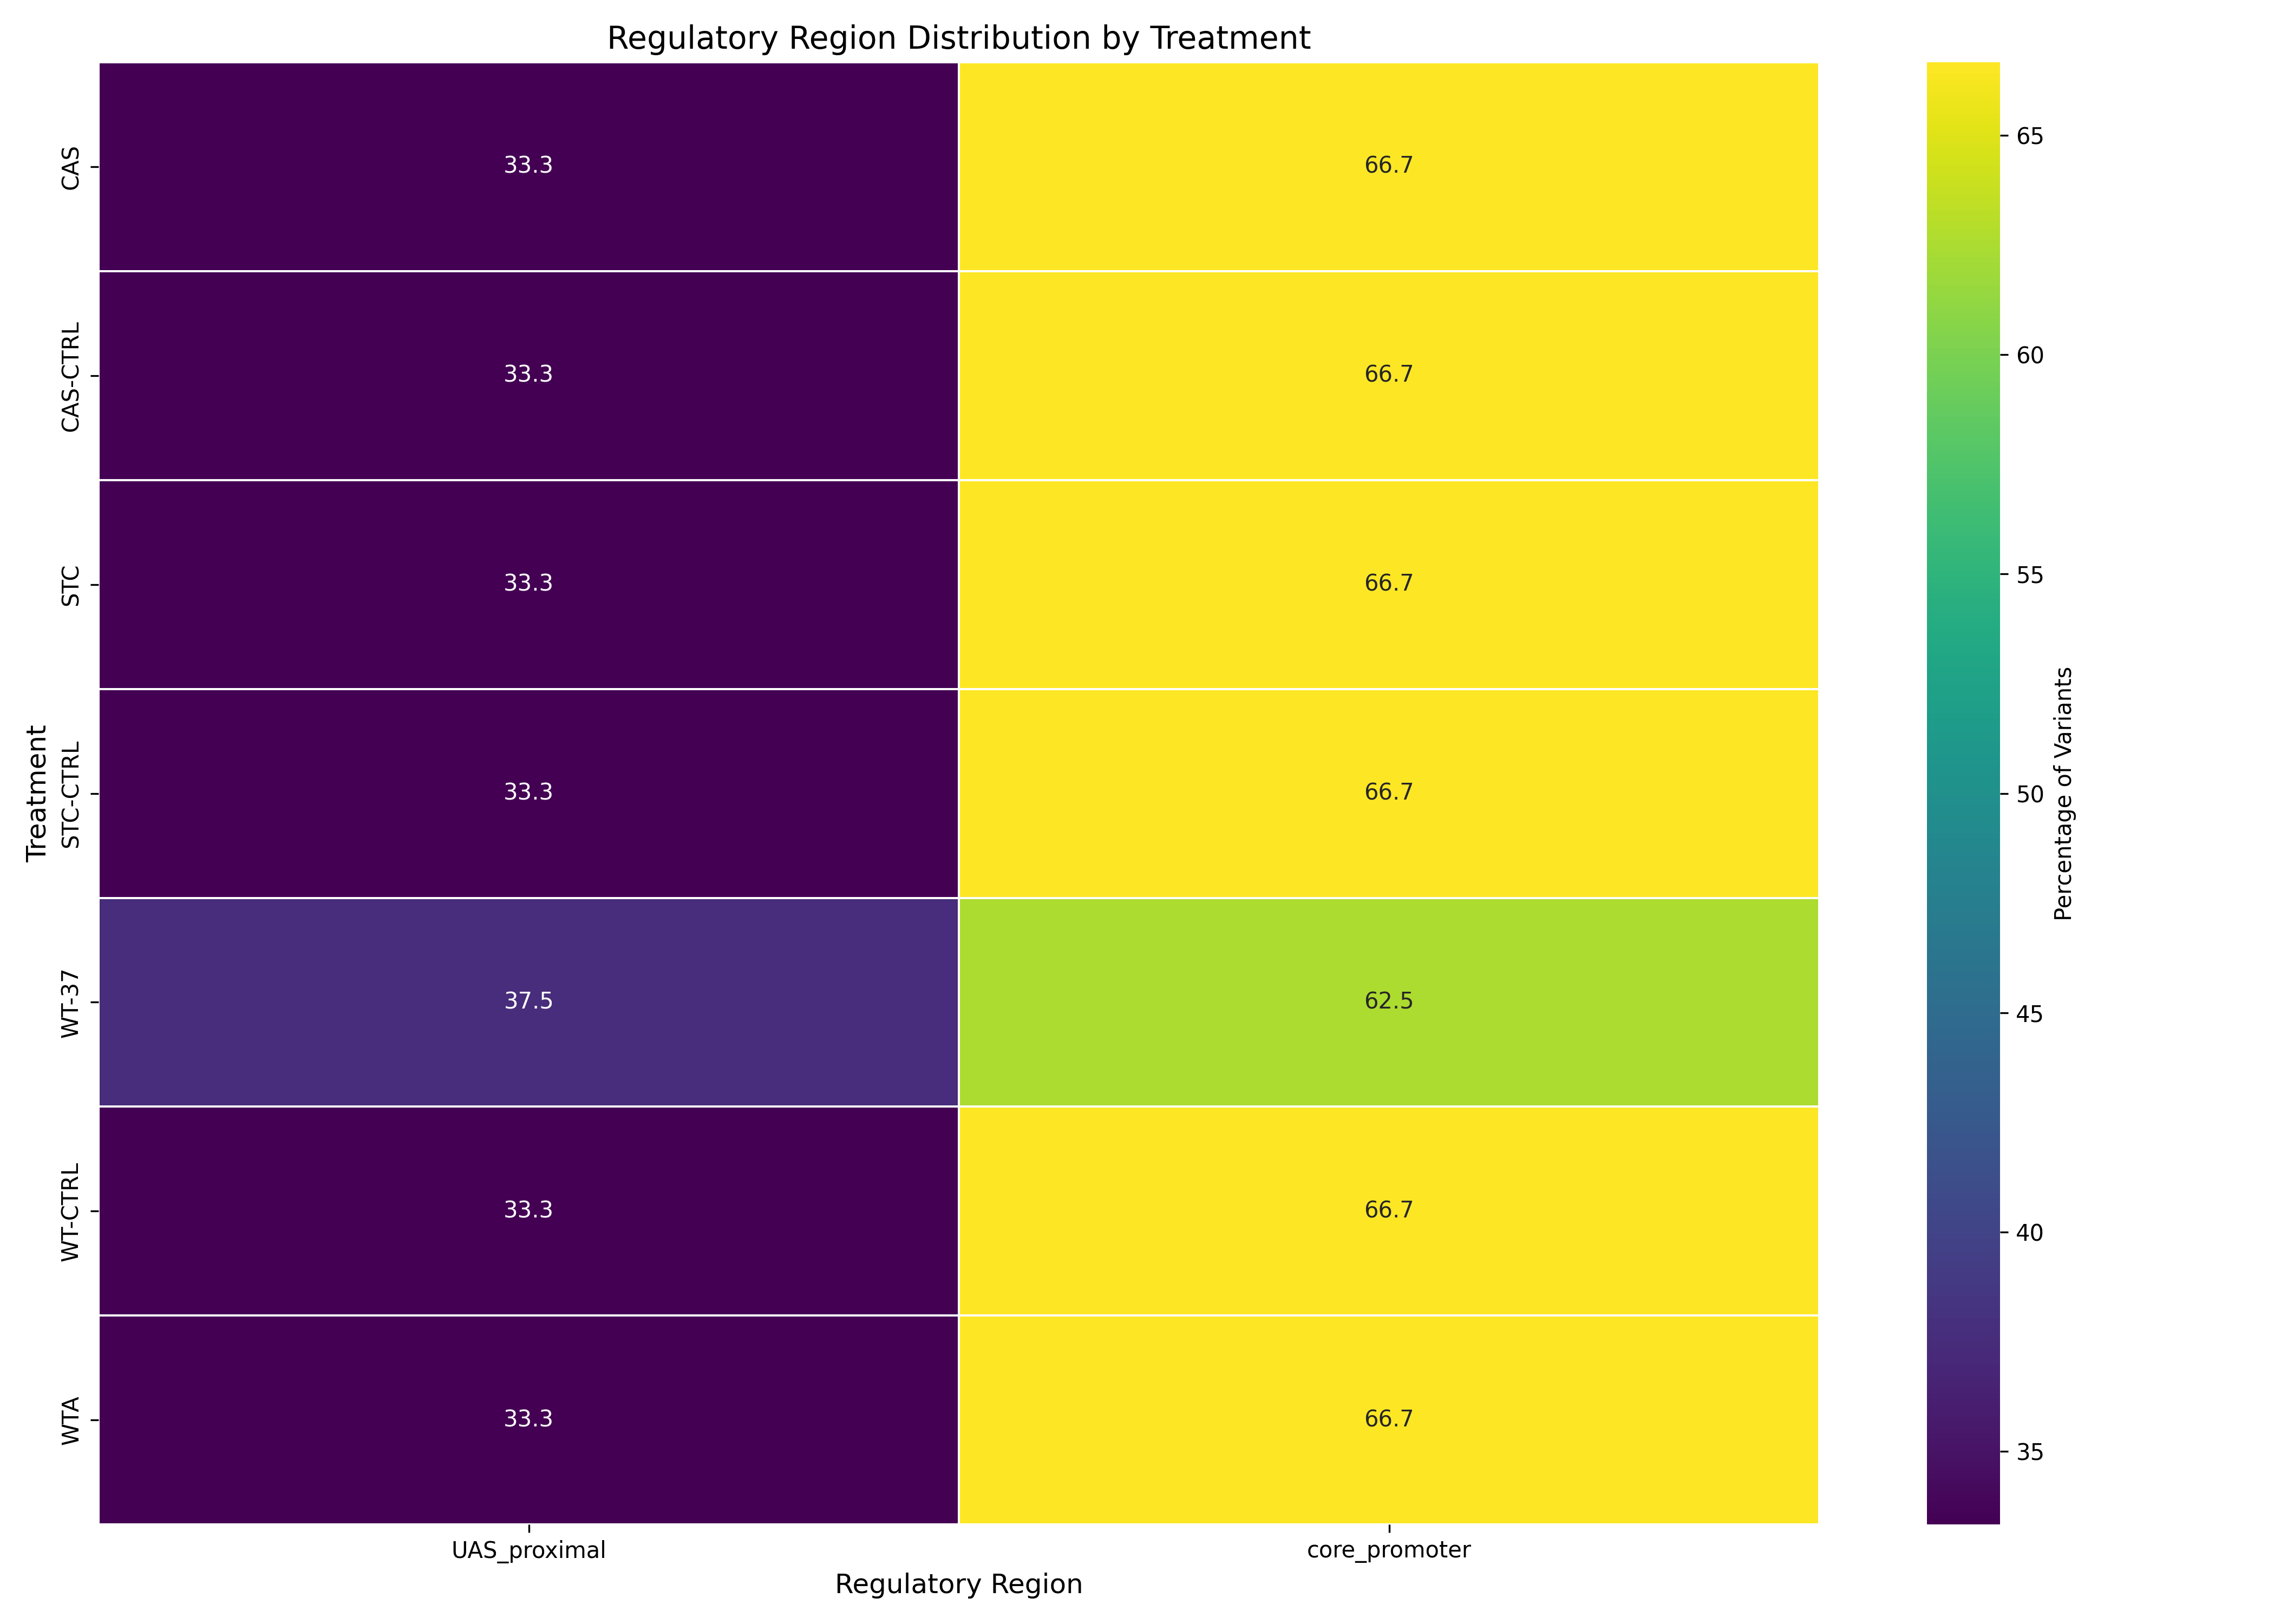 Regulatory Region Distribution by Treatment
Treatment
CAS
33.3
66.7
CAS-CTRL
33.3
66.7
STC
33.3
66.7
STC-CTRL
33.3
66.7
WT-37
37.5
62.5
WT-CTRL
33.3
66.7
WTA
33.3
66.7
UAS_proximal
core_promoter
Regulatory Region
65
60
55
50
45
40
35
Percentage of Variants